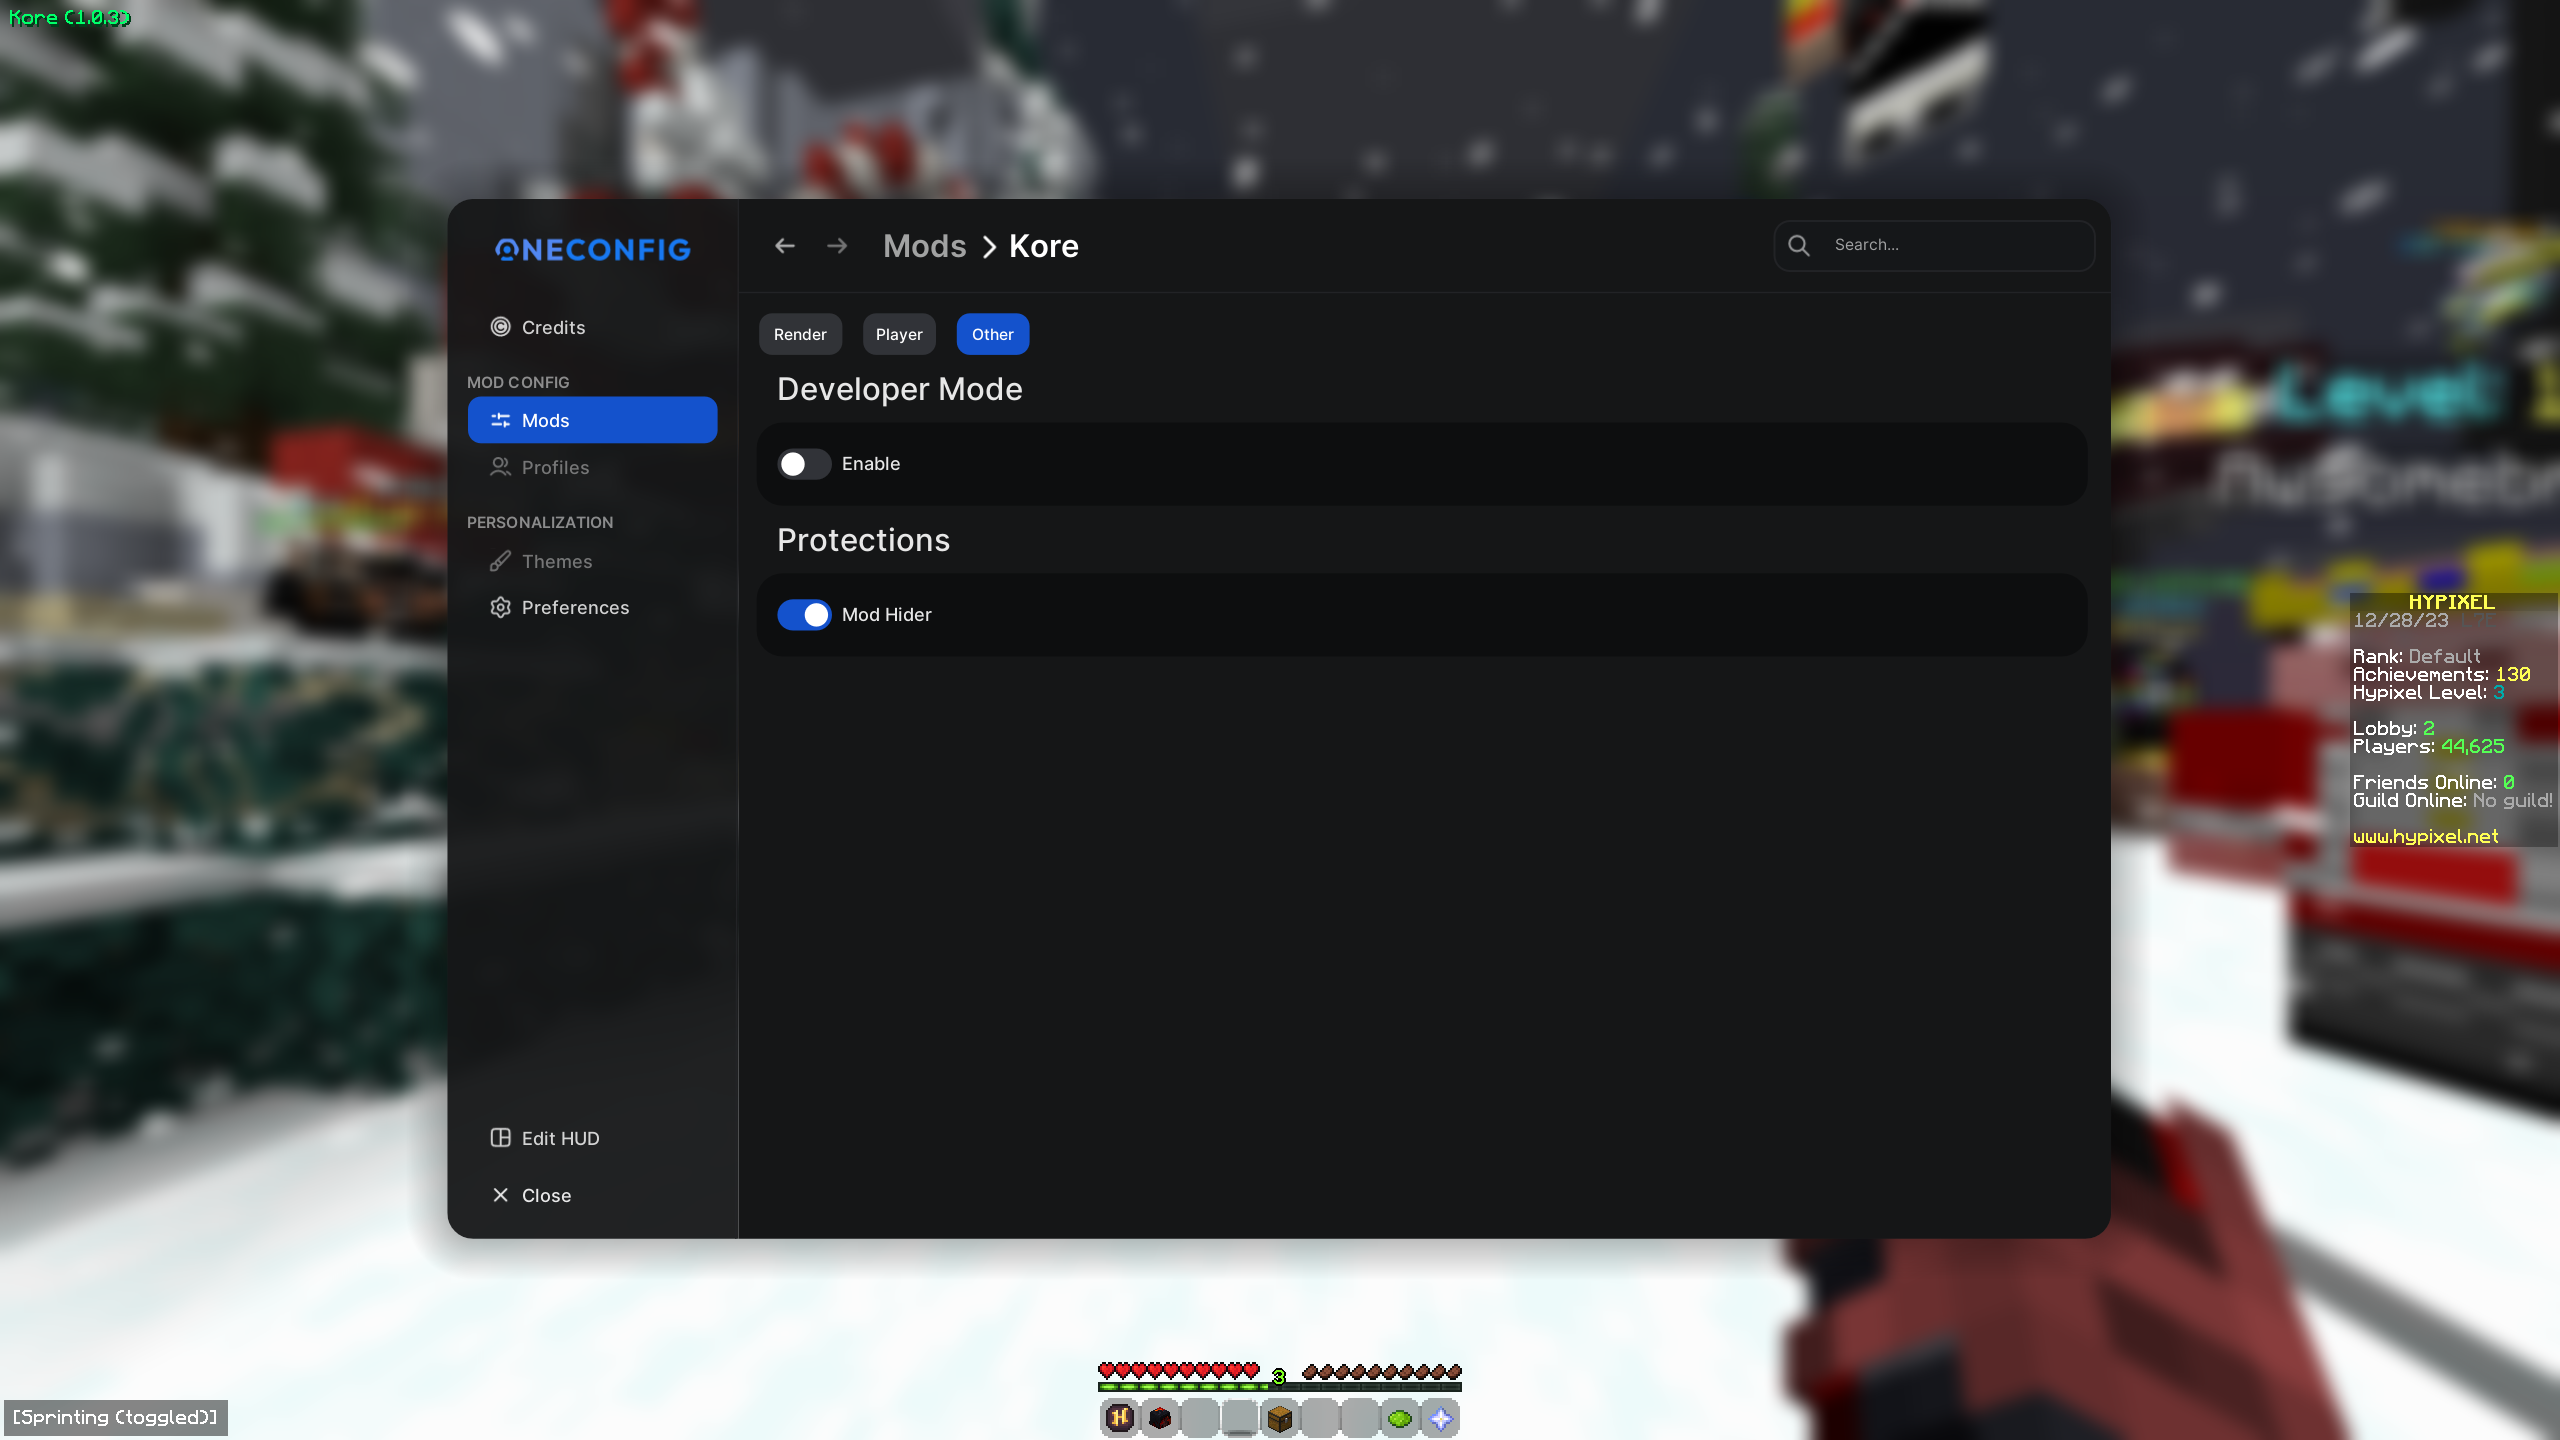 Kore (1.0.3)
ONECONFIG
Mods
Kore
Search...
Credits
Render
Player
Other
MOD CONFIG
Mods
Profiles
Developer Mode
Enable
PERSONALIZATION
Themes
Preferences
Protections
Mod Hider
Edit HUD
Close
Level:
HYPIXEL
12/28/23
Rank: Default
Achievements: 130
Hypixel Level: 3
Lobby: 2
Players: 44,625
Friends Online: 0
Guild Online: No guild!
www.hypixel.net
3
[Sprinting (toggled)]